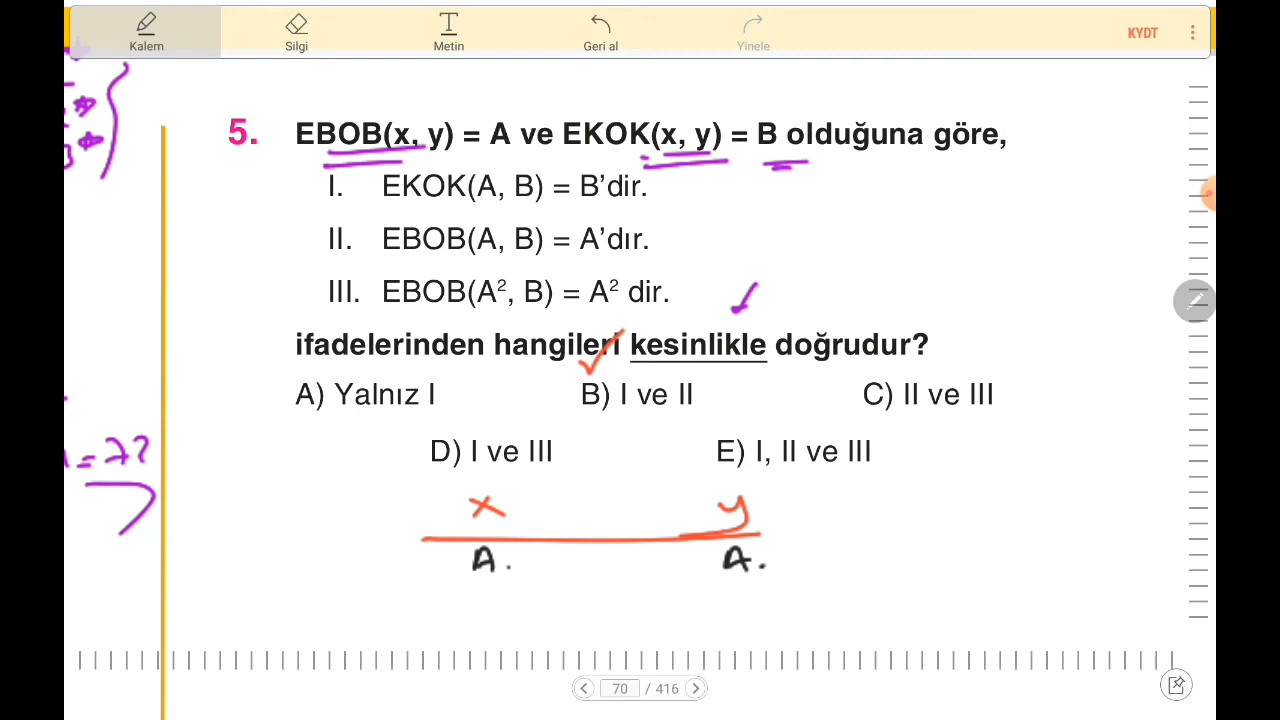 Kalem Silgi Metin Geri al Yinele KYDT
5. EBOB(x, y) = A ve EKOK(x, y) = B olduğuna göre,
I. EKOK(A, B) = B'dir.
II. EBOB(A, B) = A'dır.
III. EBOB(A², B) = A² dir.
ifadelerinden hangileri kesinlikle doğrudur?
A) Yalnız I B) I ve II C) II ve III
D) I ve III E) I, II ve III
= 72
x y
A. A.
70 / 416